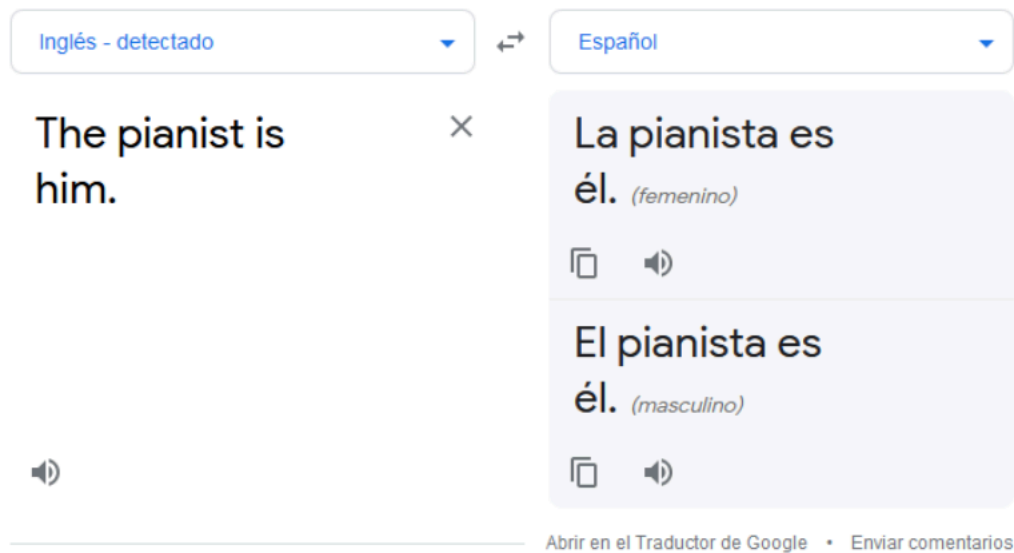 Inglés - detectado
Español
The pianist is
him.
La pianista es
él. (femenino)
El pianista es
él. (masculino)
Abrir en el Traductor de Google • Enviar comentarios